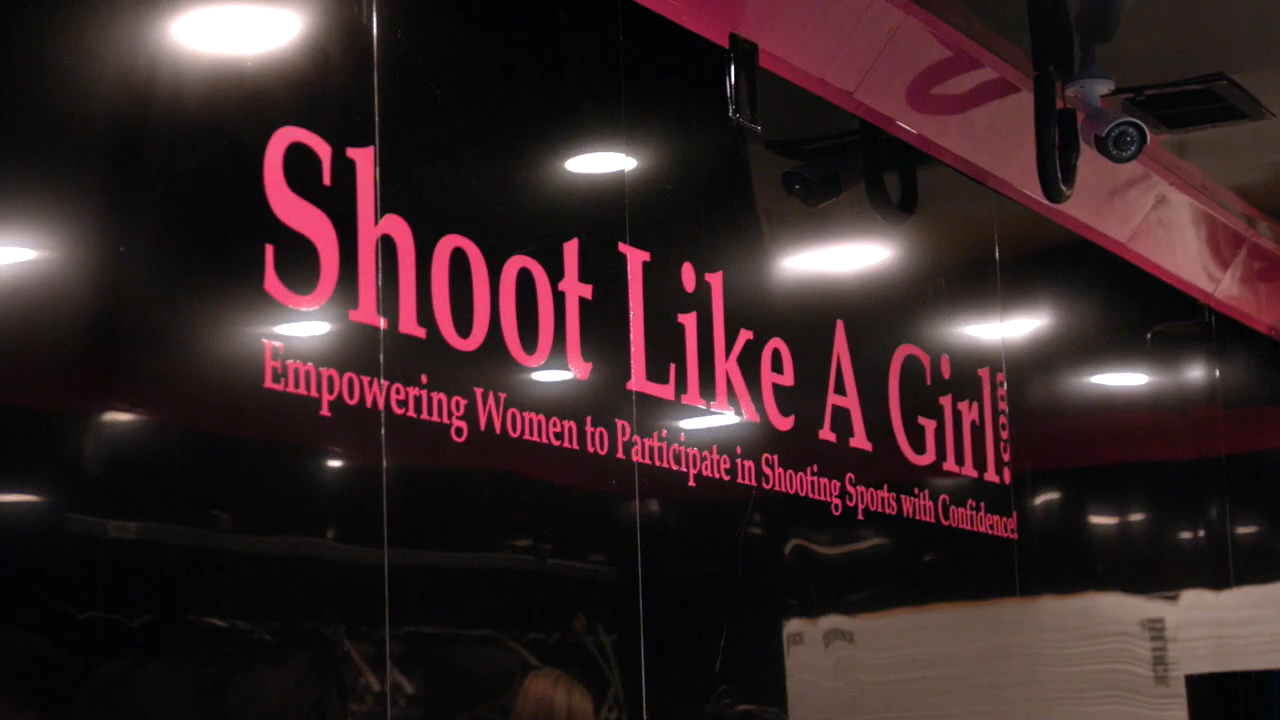 Shoot Like A Girl
.com
Empowering Women to Participate in Shooting Sports with Confidence!